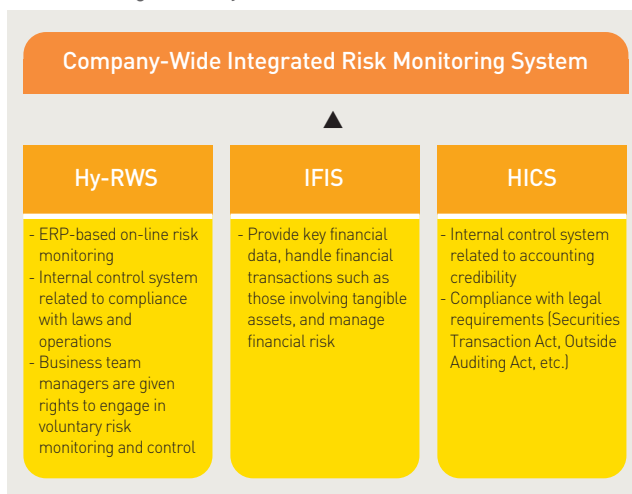 Company-Wide Integrated Risk Monitoring System
▲
Hy-RWS
- ERP-based on-line risk
monitoring
- Internal control system
related to compliance
with laws and
operations
- Business team
managers are given
rights to engage in
voluntary risk
monitoring and control
IFIS
- Provide key financial
data, handle financial
transactions such as
those involving tangible
assets, and manage
financial risk
HICS
- Internal control system
related to accounting
credibility
- Compliance with legal
requirements (Securities
Transaction Act, Outside
Auditing Act, etc.)